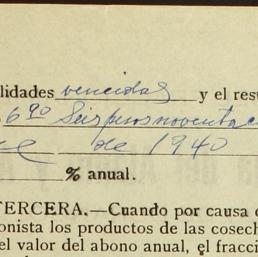 lidades vencidas y el res
6.90 Seis pesos noventa c
de 1940
% anual.
TERCERA.—Cuando por causa d
onista los productos de las cosech
el valor del abono anual, el fracci